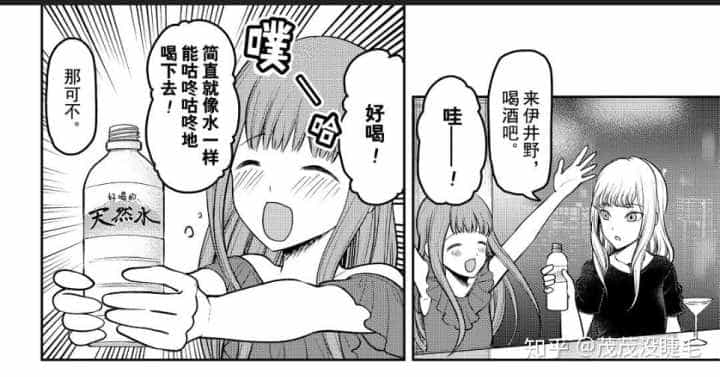 来伊井野，
喝酒吧。
哇——！
好喝！
噗——哈
简直就像水一样
能咕咚咕咚地
喝下去！
那可不。
好喝的
天然水
知乎 @茂茂没睫毛